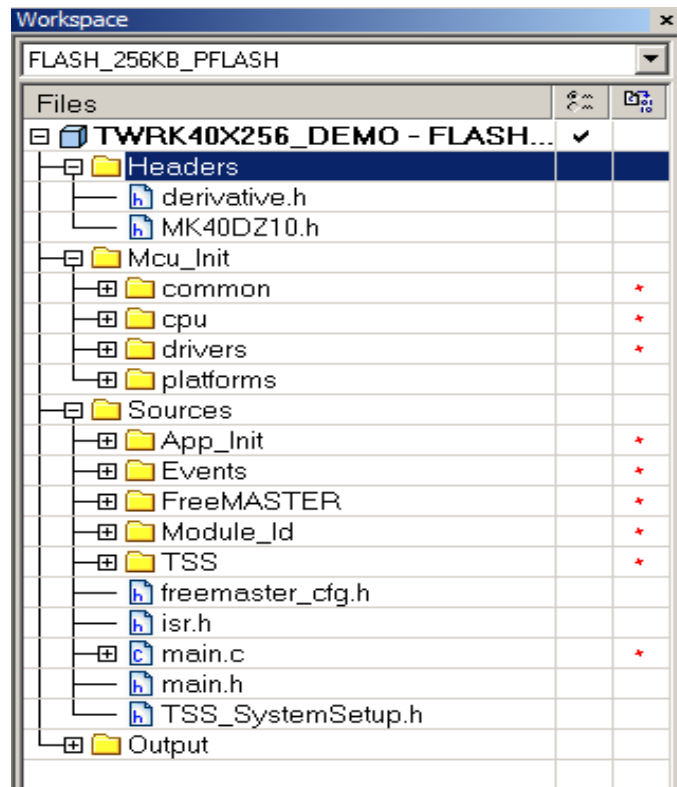 Workspace
FLASH_256KB_PFLASH
Files
TWRK40X256_DEMO - FLASH...
Headers
derivative.h
MK40DZ10.h
Mcu_Init
common
cpu
drivers
platforms
Sources
App_Init
Events
FreeMASTER
Module_Id
TSS
freemaster_cfg.h
isr.h
main.c
main.h
TSS_SystemSetup.h
Output